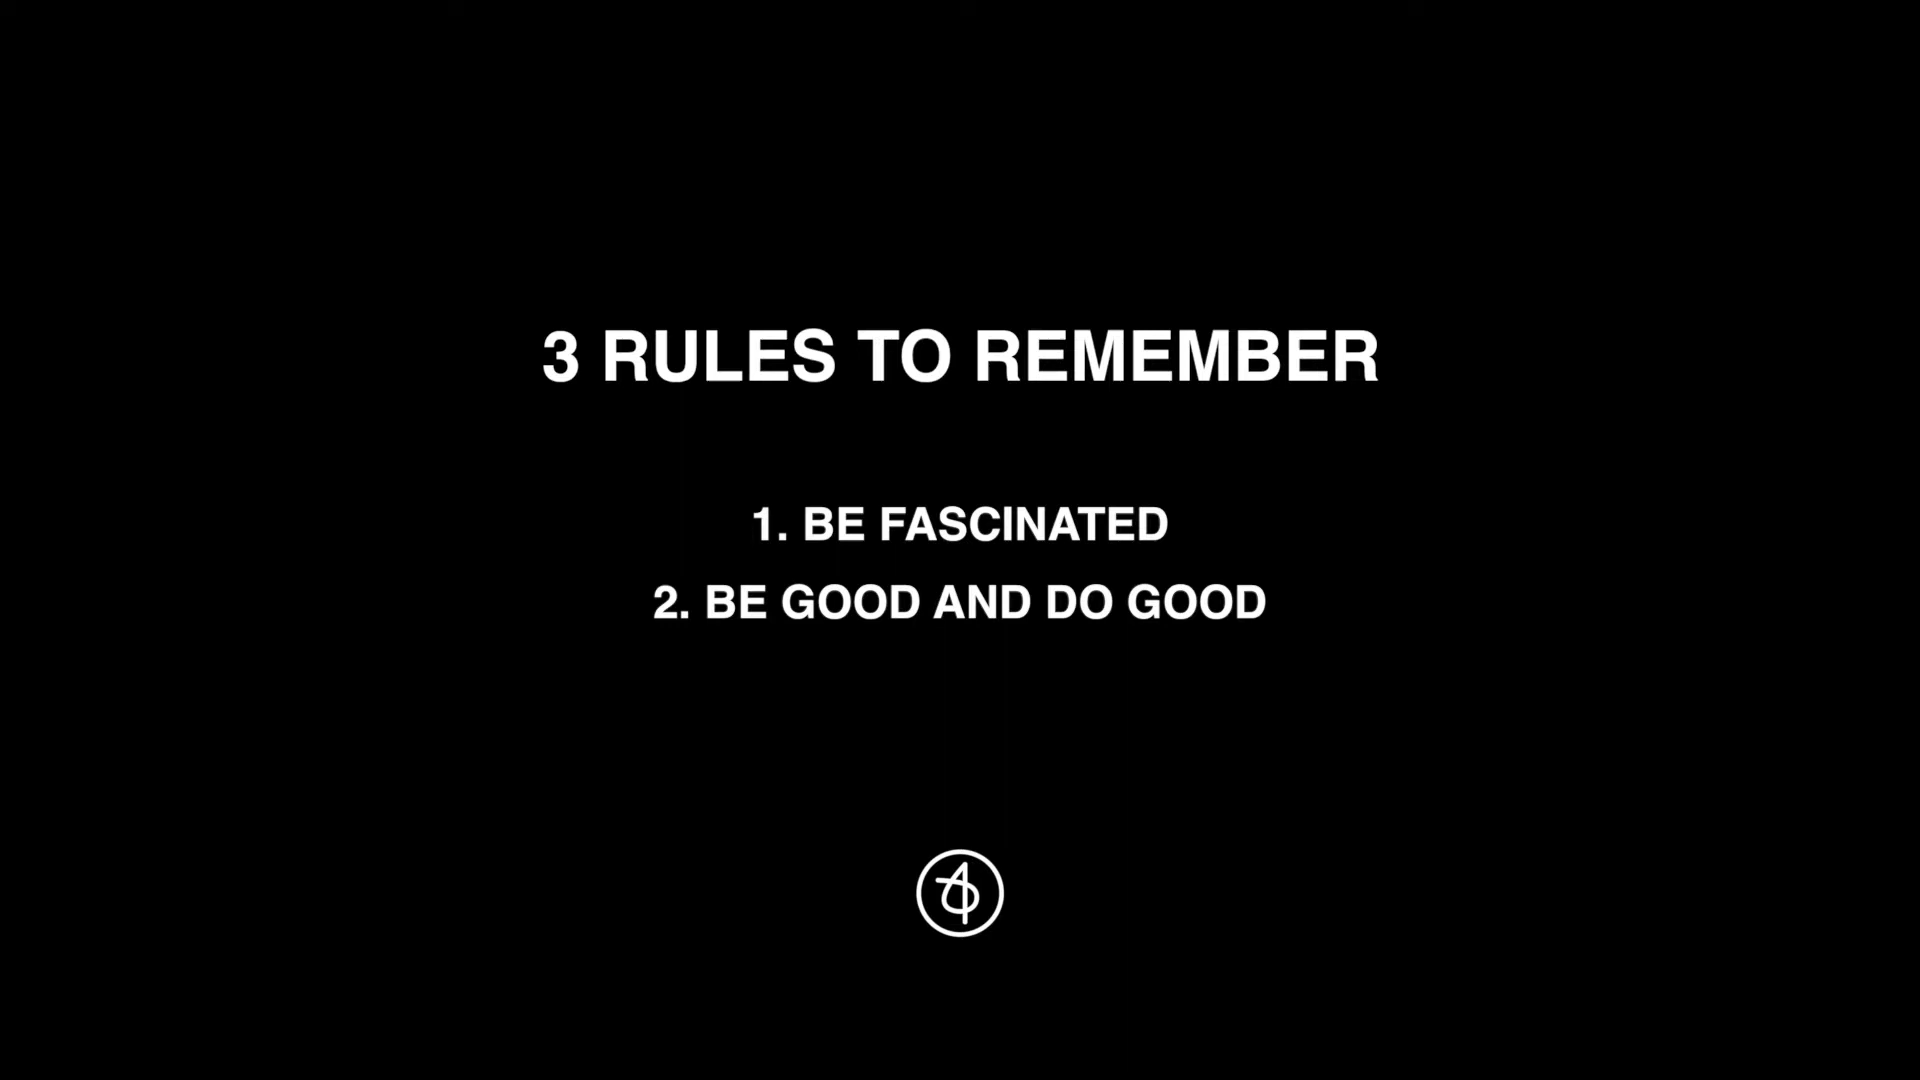 3 RULES TO REMEMBER
1. BE FASCINATED
2. BE GOOD AND DO GOOD